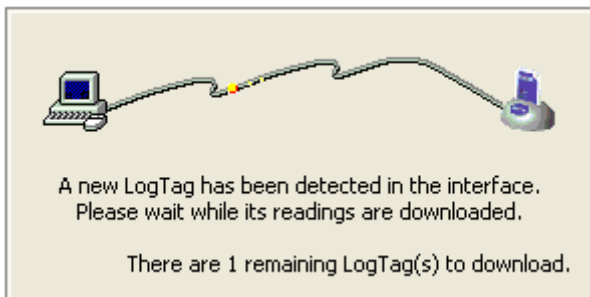 A new LogTag has been detected in the interface.
Please wait while its readings are downloaded.
There are 1 remaining LogTag(s) to download.